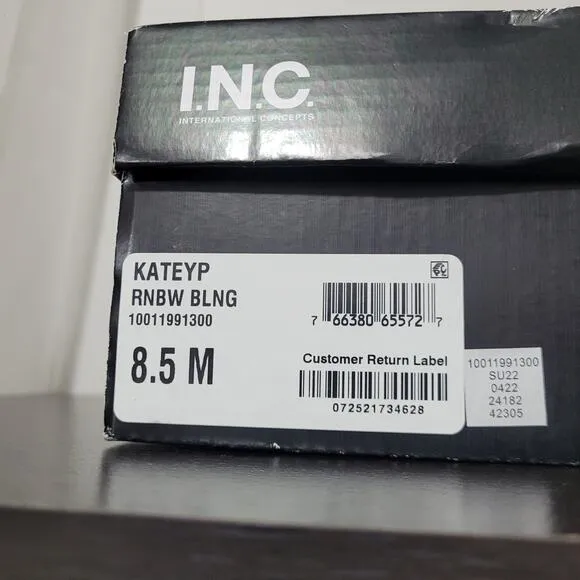 I.N.C.
INTERNATIONAL CONCEPTS
KATEYP
RNBW BLNG
10011991300
8.5 M
7 66380 65572 7
Customer Return Label
072521734628
10011991300
SU22
0422
24182
42305